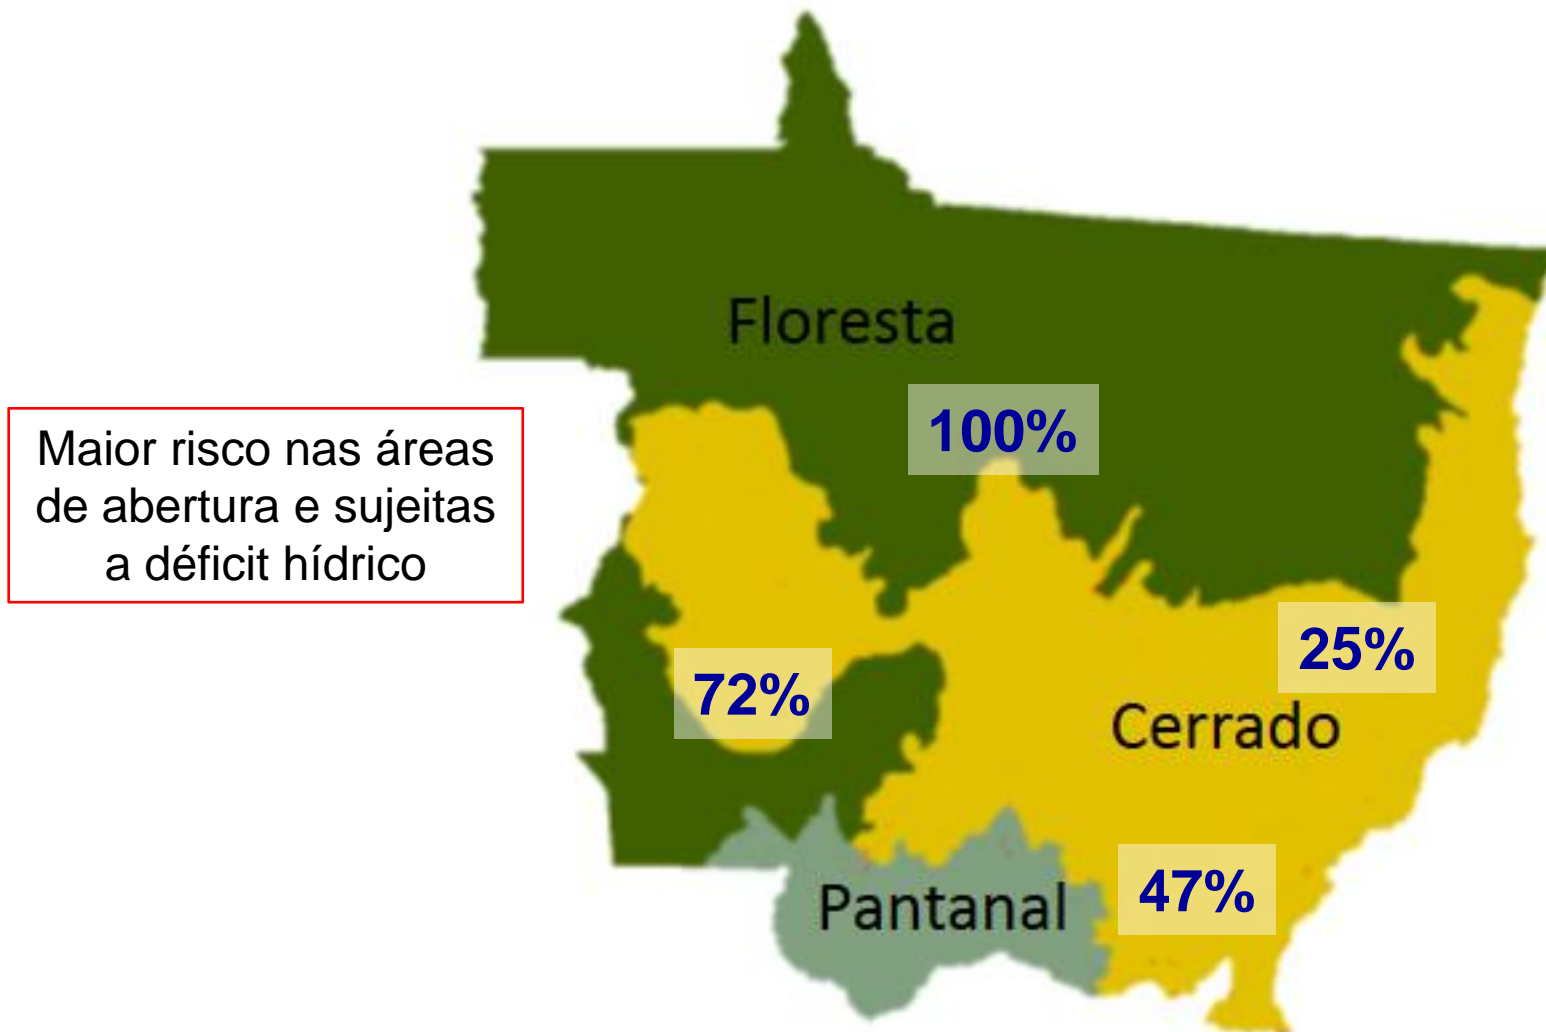 Floresta
100%
Maior risco nas áreas
de abertura e sujeitas
a déficit hídrico
25%
72%
Cerrado
47%
Pantanal